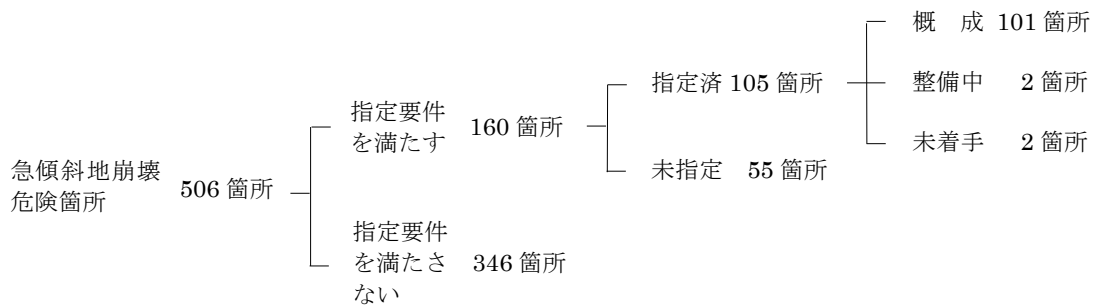 急傾斜地崩壊
危険箇所
506 箇所
指定要件
を満たす
160 箇所
指定済 105 箇所
概　成 101 箇所
整備中　2 箇所
未着手　2 箇所
未指定　55 箇所
指定要件
を満たさ
ない
346 箇所